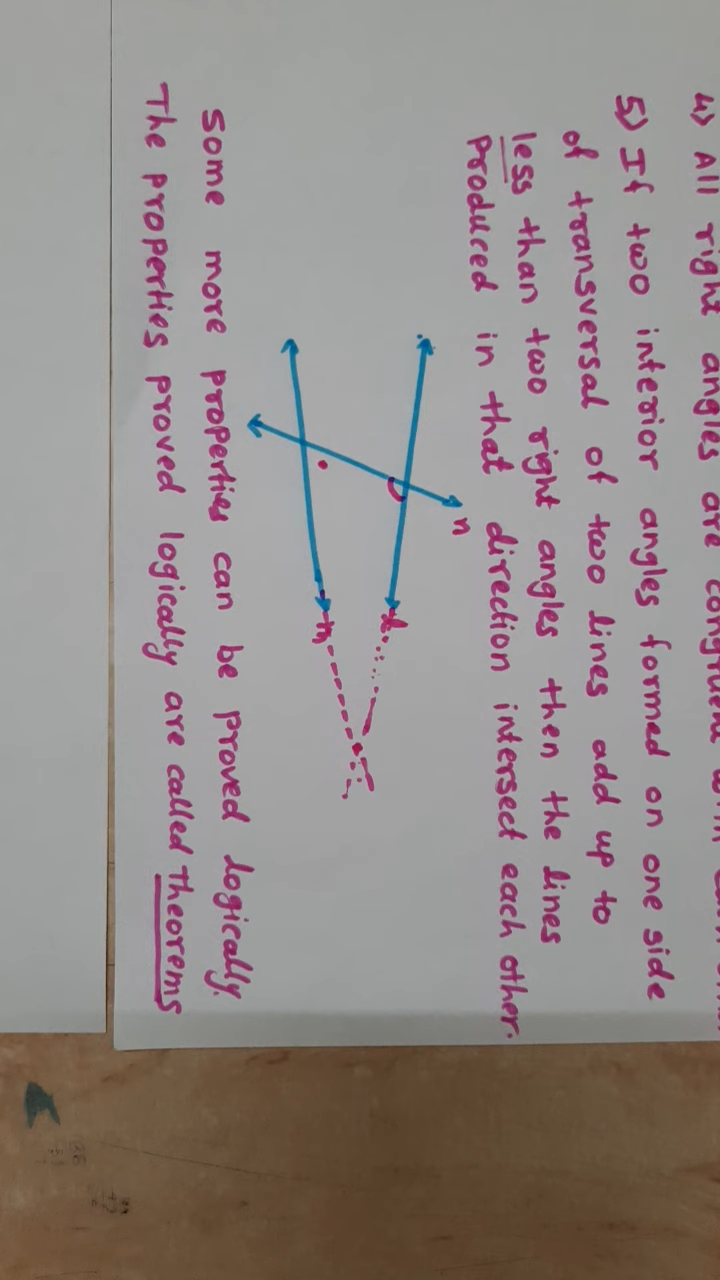 4) All right angles are congruent with
5) If two interior angles formed on one side
of transversal of two lines add up to
less than two right angles then the lines
produced in that direction intersect each other.
n
l
m
Some more properties can be proved logically.
The properties proved logically are called theorems